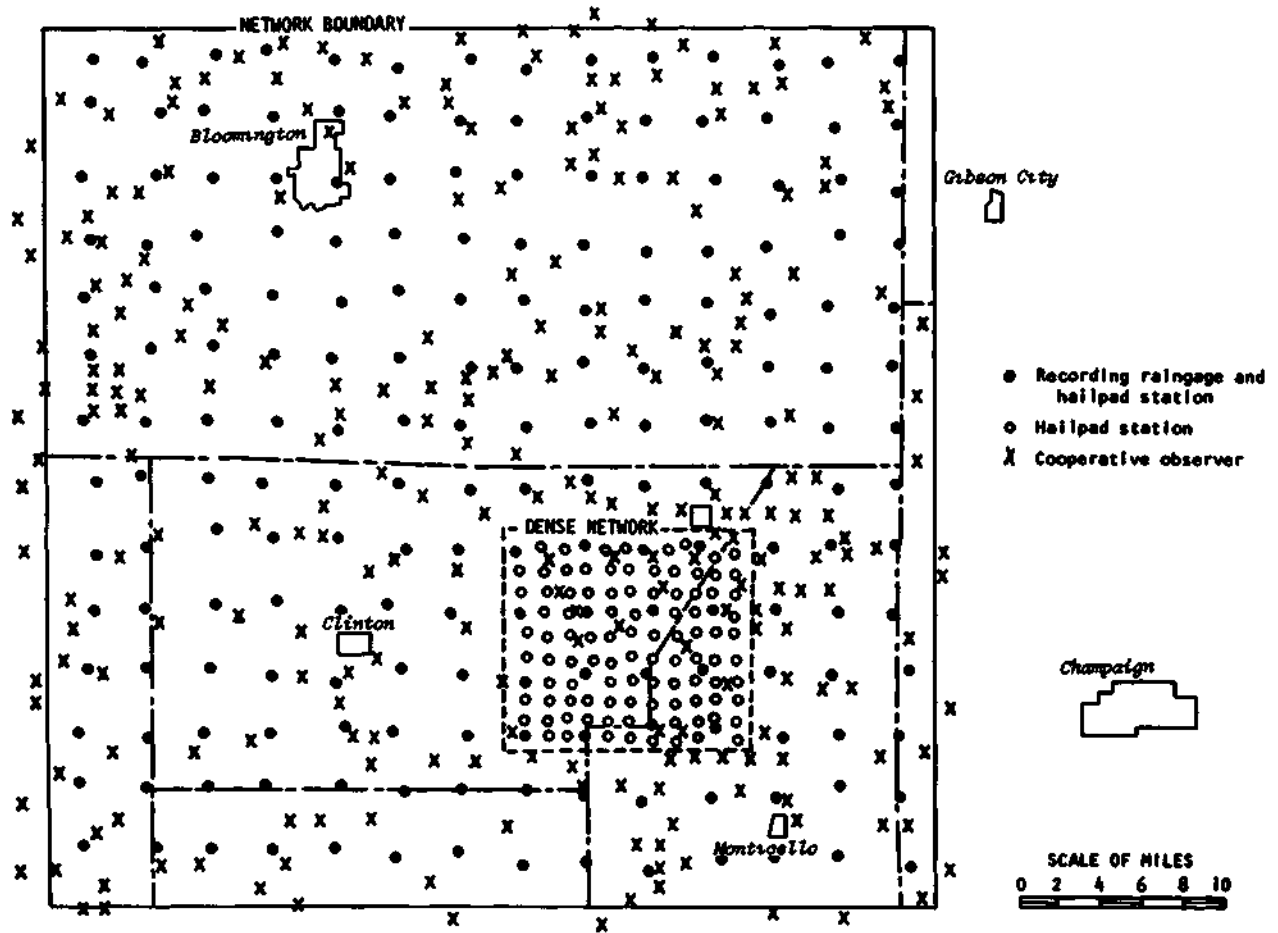 NETWORK BOUNDARY
Bloomington
Gibson City
Recording raingage and
hailpad station
Hailpad station
X Cooperative observer
DENSE NETWORK
Clinton
Champaign
Monticello
SCALE OF MILES
0 2 4 6 8 10